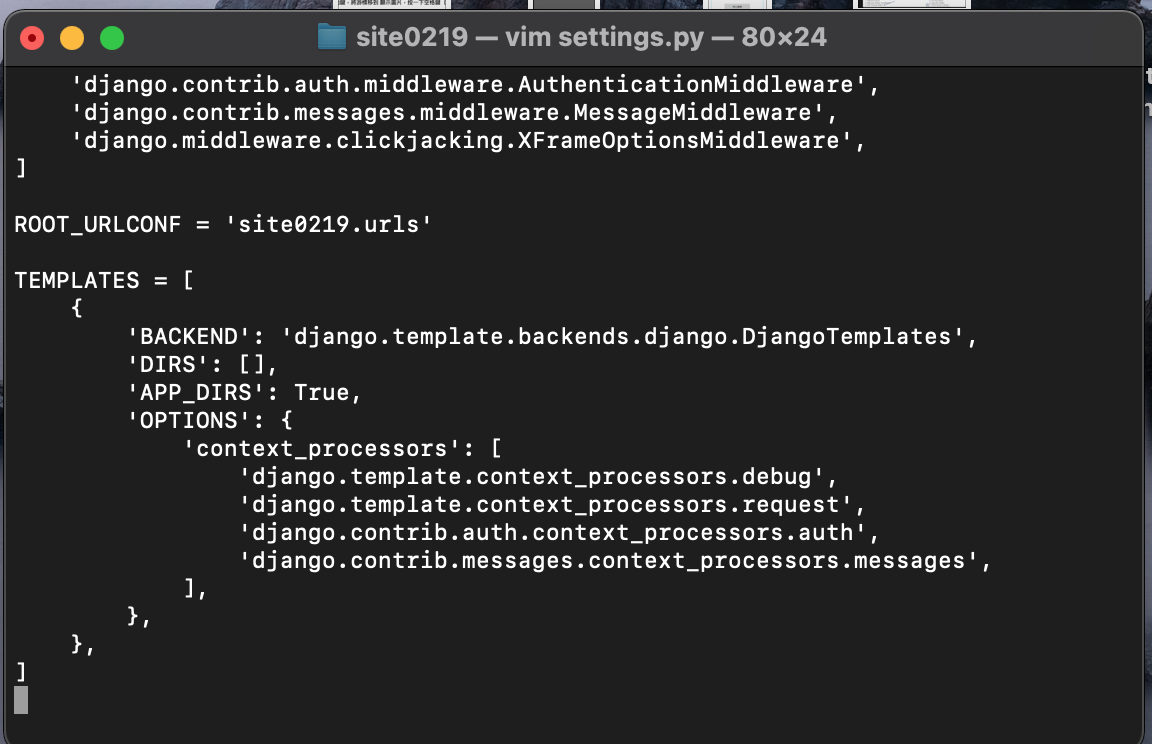 site0219 — vim settings.py — 80×24
    'django.contrib.auth.middleware.AuthenticationMiddleware',
    'django.contrib.messages.middleware.MessageMiddleware',
    'django.middleware.clickjacking.XFrameOptionsMiddleware',
]
ROOT_URLCONF = 'site0219.urls'
TEMPLATES = [
    {
        'BACKEND': 'django.template.backends.django.DjangoTemplates',
        'DIRS': [],
        'APP_DIRS': True,
        'OPTIONS': {
            'context_processors': [
                'django.template.context_processors.debug',
                'django.template.context_processors.request',
                'django.contrib.auth.context_processors.auth',
                'django.contrib.messages.context_processors.messages',
            ],
        },
    },
]